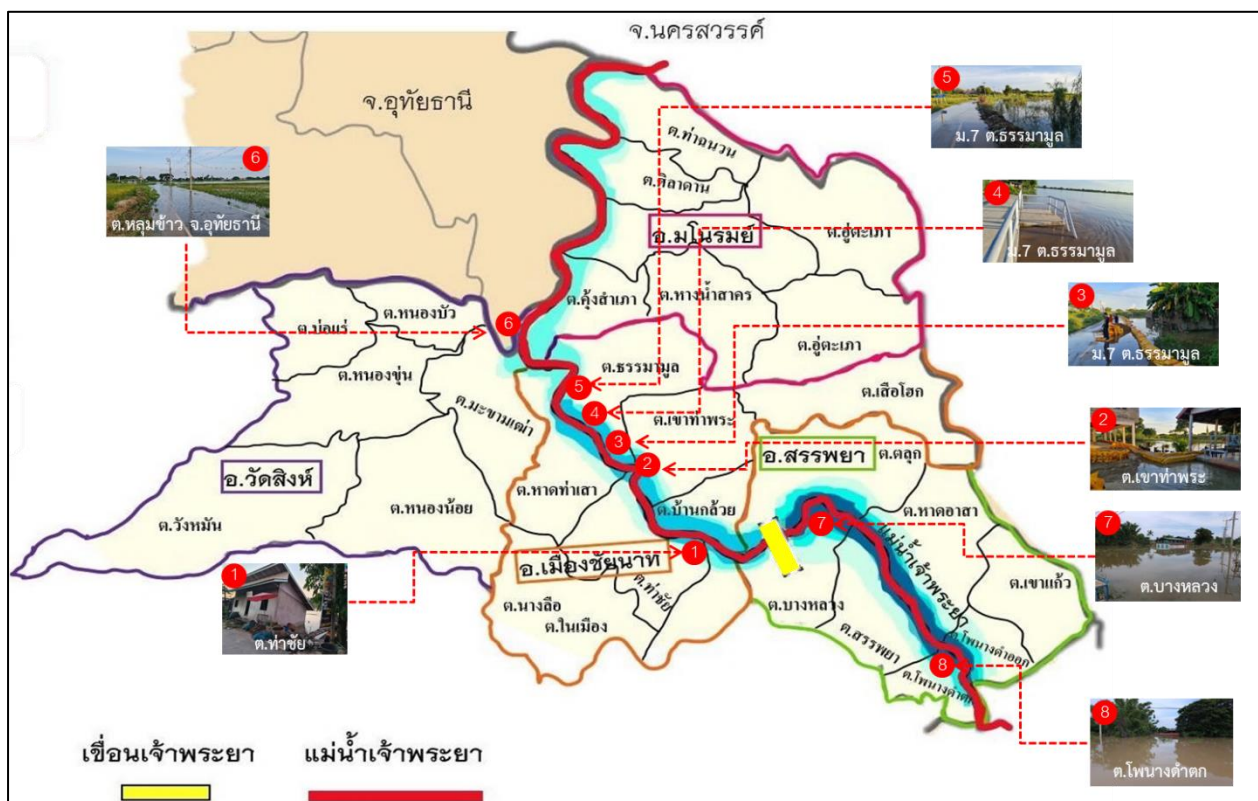 จ.นครสวรรค์
จ.อุทัยธานี
5
ม.7 ต.ธรรมามูล
6
ต.หลุมข้าว จ.อุทัยธานี
ต.ท่าฉนวน
ต.ศิลาดาน
4
ม.7 ต.ธรรมามูล
อ.มโนรมย์
ต.อู่ตะเภา
ต.คุ้งสำเภา
ต.หางน้ำสาคร
3
ม.7 ต.ธรรมามูล
6
ต.หนองบัว
ต.บ่อแร่
ต.อู่ตะเภา
ต.ธรรมามูล
ต.หนองขุ่น
5
ต.เสือโฮก
ต.มะขามเฒ่า
4
ต.เขาท่าพระ
2
ต.เขาท่าพระ
3
อ.สรรพยา
ต.ตลุก
2
อ.วัดสิงห์
ต.หาดท่าเสา
ต.วังหมัน
ต.หนองน้อย
ต.บ้านกล้วย
ต.หาดอาสา
7
7
ต.บางหลวง
แม่น้ำเจ้าพระยา
1
อ.เมืองชัยนาท
1
ต.ท่าชัย
ต.ท่าชัย
ต.เขาแก้ว
ต.นางลือ
ต.ในเมือง
ต.บางหลวง
ต.สรรพยา
ต.โพนางดำออก
8
ต.โพนางดำตก
8
ต.โพนางดำตก
เขื่อนเจ้าพระยา
แม่น้ำเจ้าพระยา